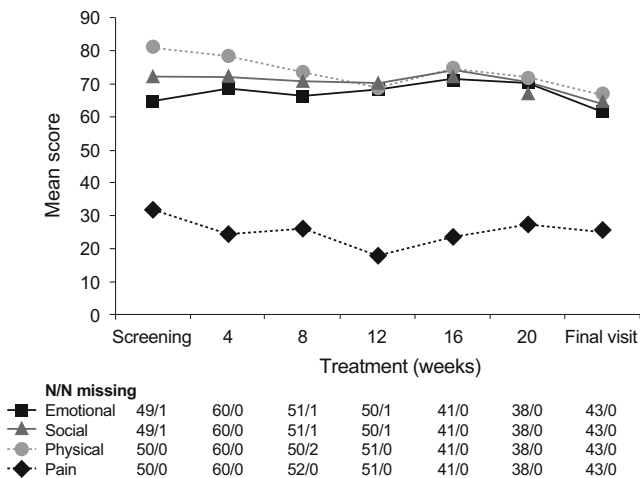 90
80
70
60
50
40
30
20
10
0
Mean score
Screening 4 8 12 16 20 Final visit
Treatment (weeks)
N/N missing
Emotional 49/1 60/0 51/1 50/1 41/0 38/0 43/0
Social 49/1 60/0 51/1 50/1 41/0 38/0 43/0
Physical 50/0 60/0 50/2 51/0 41/0 38/0 43/0
Pain 50/0 60/0 52/0 51/0 41/0 38/0 43/0